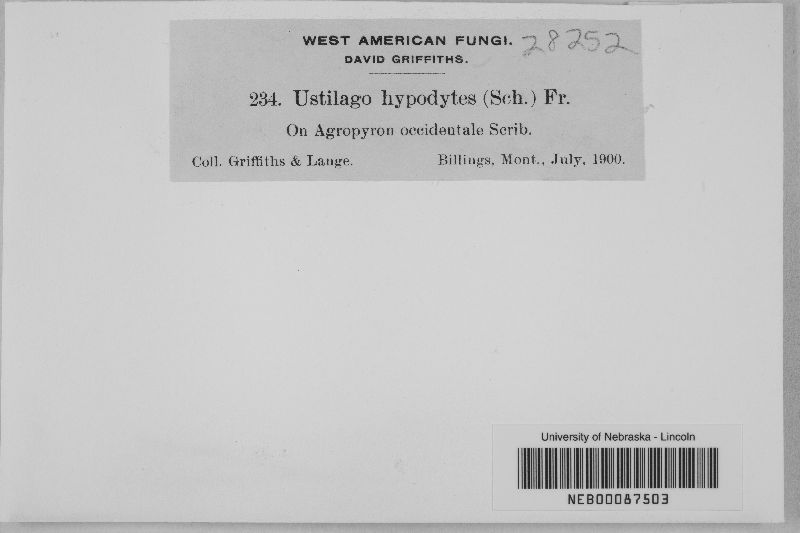 WEST AMERICAN FUNGI. 28252
DAVID GRIFFITHS.
234. Ustilago hypodytes (Sch.) Fr.
On Agropyron occidentale Scrib.
Coll. Griffiths & Lange. Billings, Mont., July, 1900.
University of Nebraska - Lincoln
NEB00087503